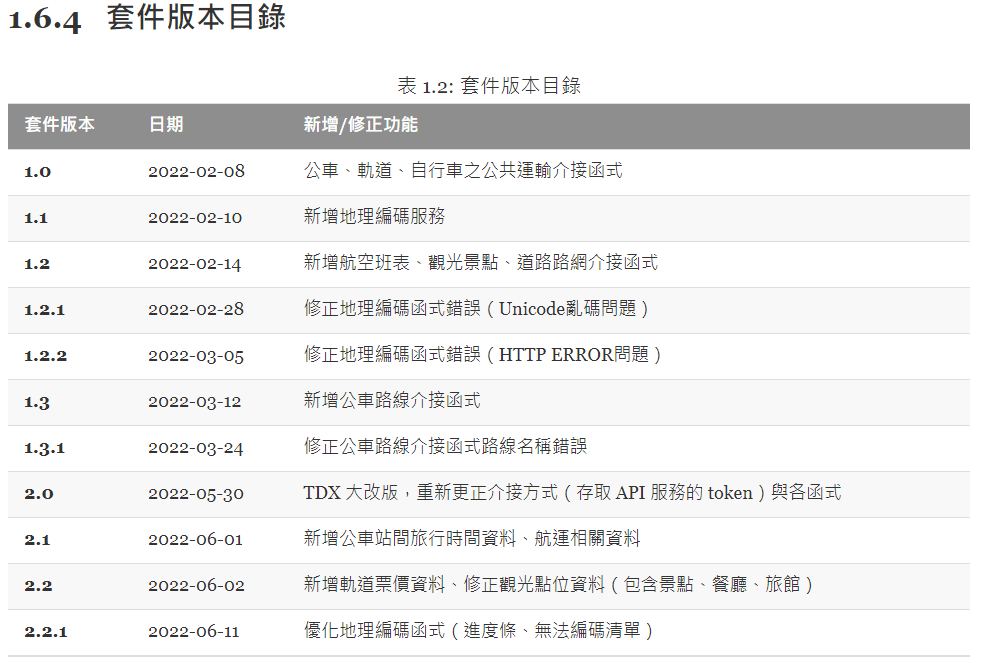 1.6.4 套件版本目錄
表 1.2: 套件版本目錄
套件版本 日期 新增/修正功能
1.0 2022-02-08 公車、軌道、自行車之公共運輸介接函式
1.1 2022-02-10 新增地理編碼服務
1.2 2022-02-14 新增航空班表、觀光景點、道路路網介接函式
1.2.1 2022-02-28 修正地理編碼函式錯誤（Unicode亂碼問題）
1.2.2 2022-03-05 修正地理編碼函式錯誤（HTTP ERROR問題）
1.3 2022-03-12 新增公車路線介接函式
1.3.1 2022-03-24 修正公車路線介接函式路線名稱錯誤
2.0 2022-05-30 TDX 大改版，重新更正介接方式（存取 API 服務的 token）與各函式
2.1 2022-06-01 新增公車站間旅行時間資料、航運相關資料
2.2 2022-06-02 新增軌道票價資料、修正觀光點位資料（包含景點、餐廳、旅館）
2.2.1 2022-06-11 優化地理編碼函式（進度條、無法編碼清單）